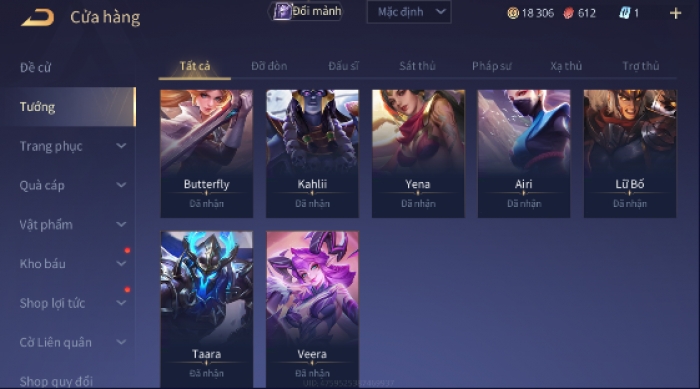 Cửa hàng
Đổi mảnh
Mặc định
18 306
612
1
Đề cử
Tướng
Trang phục
Quà cáp
Vật phẩm
Kho báu
Shop lợi tức
Cờ Liên quân
Shop quy đổi
Tất cả
Đỡ đòn
Đấu sĩ
Sát thủ
Pháp sư
Xạ thủ
Trợ thủ
Butterfly
Đã nhận
Kahlii
Đã nhận
Yena
Đã nhận
Airi
Đã nhận
Lữ Bố
Đã nhận
Taara
Đã nhận
Veera
Đã nhận